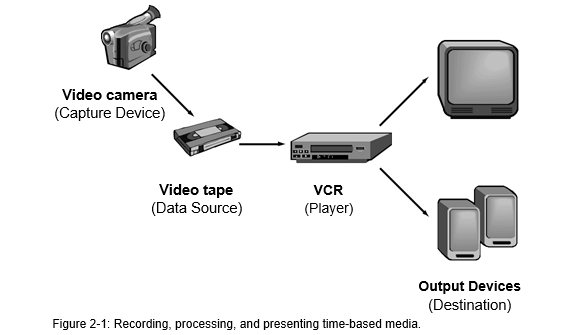 Video camera
(Capture Device)
Video tape
(Data Source)
VCR
(Player)
Output Devices
(Destination)
Figure 2-1: Recording, processing, and presenting time-based media.